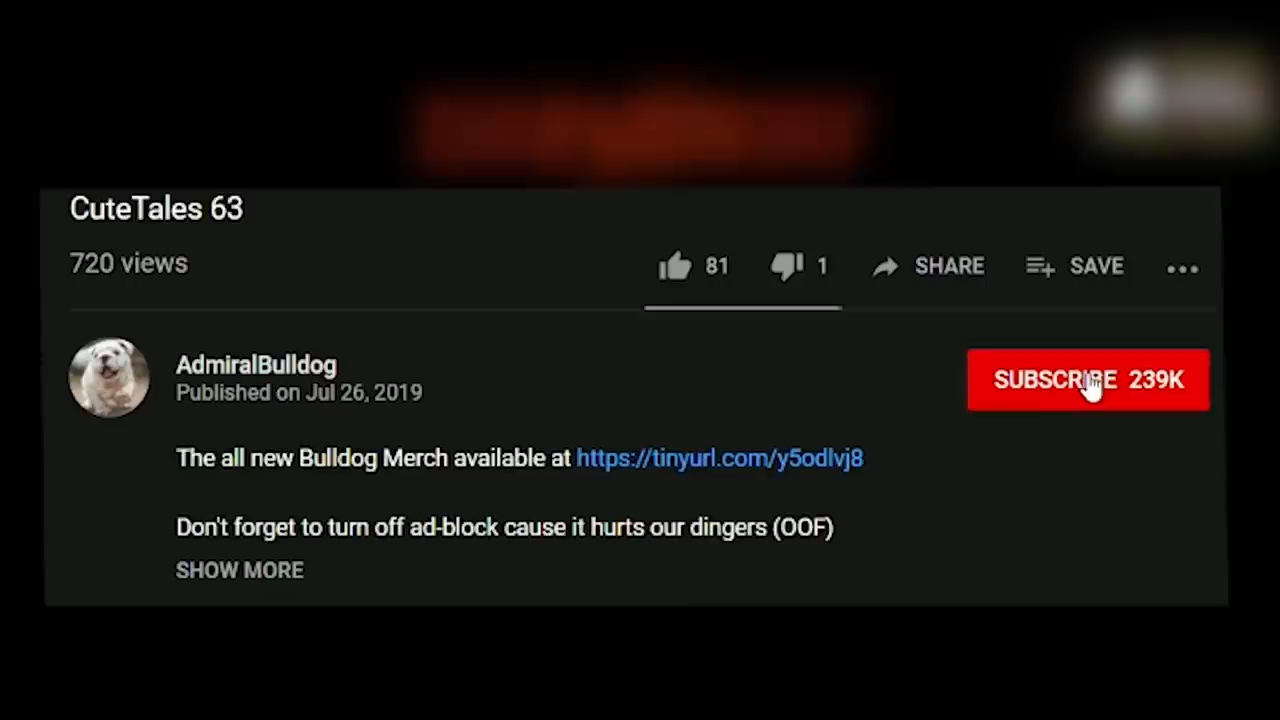 CuteTales 63
720 views
81 1 SHARE SAVE
AdmiralBulldog
SUBSCRIBE 239K
Published on Jul 26, 2019
The all new Bulldog Merch available at https://tinyurl.com/y5odlvj8
Don't forget to turn off ad-block cause it hurts our dingers (OOF)
SHOW MORE